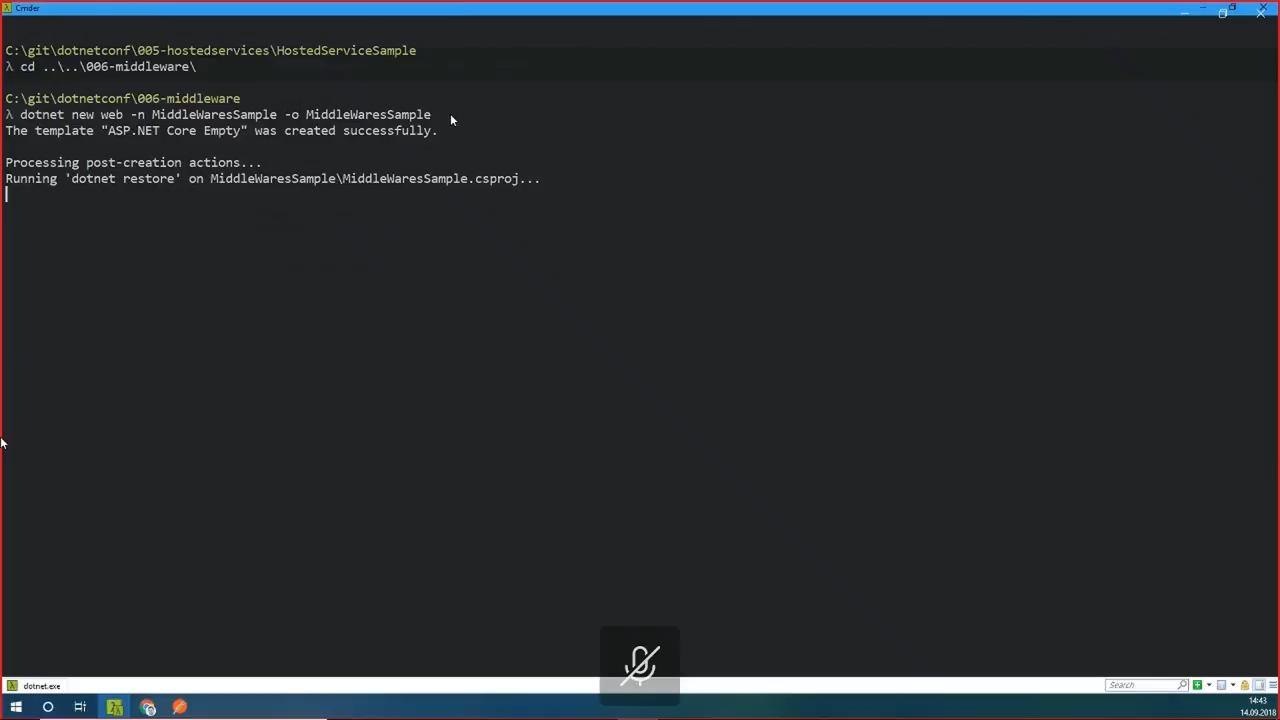 Cmder
C:\git\dotnetconf\005-hostedservices\HostedServiceSample
λ cd ..\..\006-middleware\
C:\git\dotnetconf\006-middleware
λ dotnet new web -n MiddleWaresSample -o MiddleWaresSample
The template "ASP.NET Core Empty" was created successfully.
Processing post-creation actions...
Running 'dotnet restore' on MiddleWaresSample\MiddleWaresSample.csproj...
dotnet.exe
Search
14:43
14.09.2018